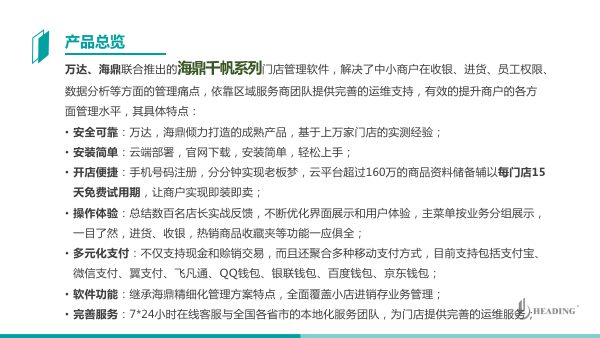 产品总览
万达、海鼎联合推出的海鼎千帆系列门店管理软件，解决了中小商户在收银、进货、员工权限、
数据分析等方面的管理痛点，依靠区域服务商团队提供完善的运维支持，有效的提升商户的各方
面管理水平，其具体特点：
• 安全可靠：万达，海鼎倾力打造的成熟产品，基于上万家门店的实测经验；
• 安装简单：云端部署，官网下载，安装简单，轻松上手；
• 开店便捷：手机号码注册，分分钟实现老板梦，云平台超过160万的商品资料储备辅以每门店15
天免费试用期，让商户实现即装即卖；
• 操作体验：总结数百名店长实战反馈，不断优化界面展示和用户体验，主菜单按业务分组展示，
一目了然，进货、收银，热销商品收藏夹等功能一应俱全；
• 多元化支付：不仅支持现金和赊销交易，而且还聚合多种移动支付方式，目前支持包括支付宝、
微信支付、翼支付、飞凡通、QQ钱包、银联钱包、百度钱包、京东钱包；
• 软件功能：继承海鼎精细化管理方案特点，全面覆盖小店进销存业务管理；
• 完善服务：7*24小时在线客服与全国各省市的本地化服务团队，为门店提供完善的运维服务；
HEADING